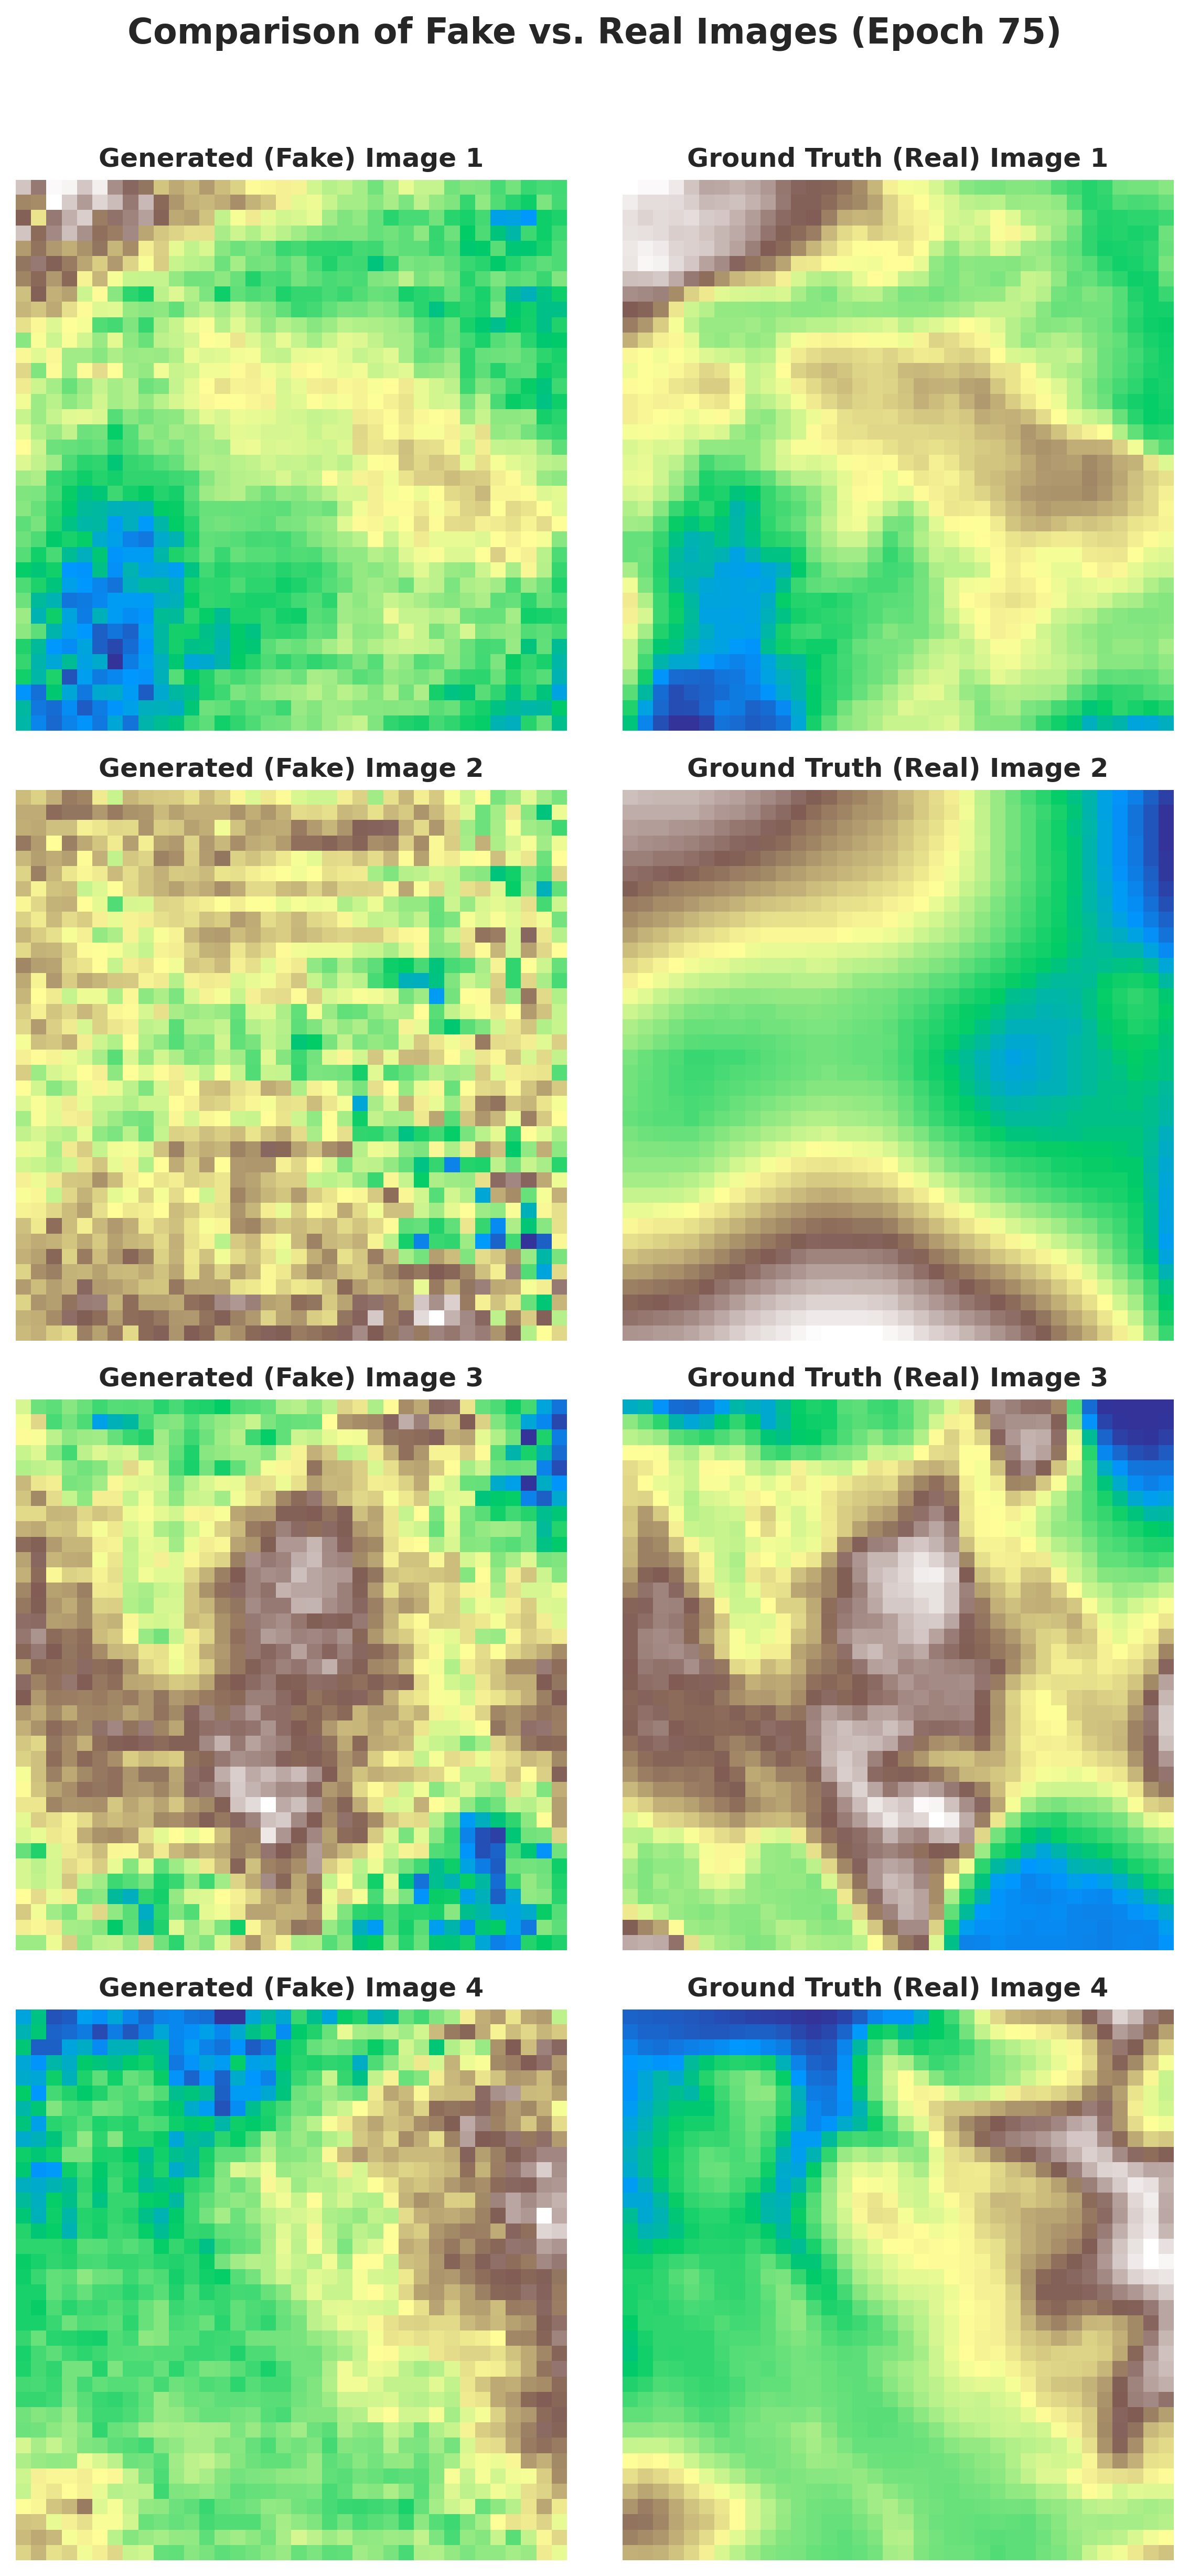 Comparison of Fake vs. Real Images (Epoch 75)
Generated (Fake) Image 1
Ground Truth (Real) Image 1
Generated (Fake) Image 2
Ground Truth (Real) Image 2
Generated (Fake) Image 3
Ground Truth (Real) Image 3
Generated (Fake) Image 4
Ground Truth (Real) Image 4